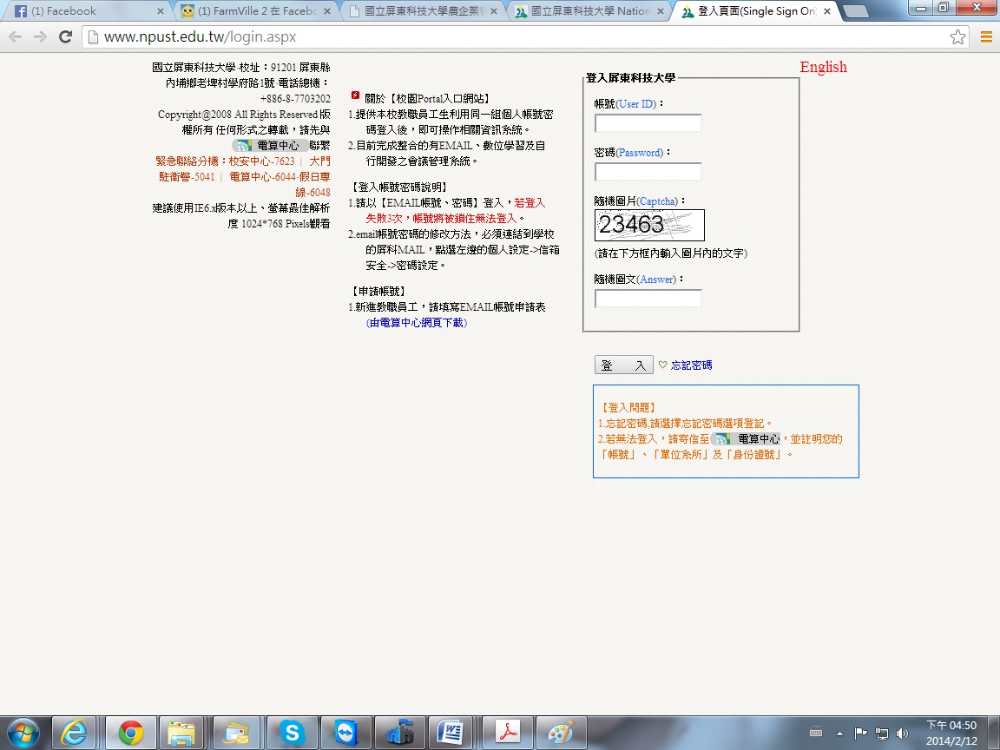 (1) Facebook
(1) FarmVille 2 在 Faceb
國立屏東科技大學農企業
國立屏東科技大學 Nation
登入頁面(Single Sign On)
www.npust.edu.tw/login.aspx
國立屏東科技大學‧校址：91201 屏東縣
內埔鄉老埤村學府路1號‧電話總機：
+886-8-7703202
Copyright@2008 All Rights Reserved 版
權所有 任何形式之轉載，請先與
電算中心 聯繫
緊急聯絡分機：校安中心-7623｜ 大門
駐衛警-5041｜ 電算中心-6044‧假日專
線-6048
建議使用IE6.x版本以上、螢幕最佳解析
度 1024*768 Pixels觀看
關於【校園Portal入口網站】
1.提供本校教職員工生利用同一組個人帳號密
碼登入後，即可操作相關資訊系統。
2.目前完成整合的有EMAIL、數位學習及自
行開發之會議管理系統。
【登入帳號密碼說明】
1.請以【EMAIL帳號、密碼】登入，若登入
失敗3次，帳號將被鎖住無法登入。
2.email帳號密碼的修改方法，必須連結到學校
的屏科MAIL，點選左邊的個人設定->信箱
安全->密碼設定。
【申請帳號】
1.新進教職員工，請填寫EMAIL帳號申請表
(由電算中心網頁下載)
English
登入屏東科技大學
帳號(User ID)：
密碼(Password)：
隨機圖片(Captcha)：
23463
(請在下方框內輸入圖片內的文字)
隨機圖文(Answer)：
登 入
忘記密碼
【登入問題】
1.忘記密碼,請選擇忘記密碼選項登記。
2.若無法登入，請寄信至 電算中心，並註明您的
「帳號」、「單位系所」及「身份證號」。
下午 04:50
2014/2/12